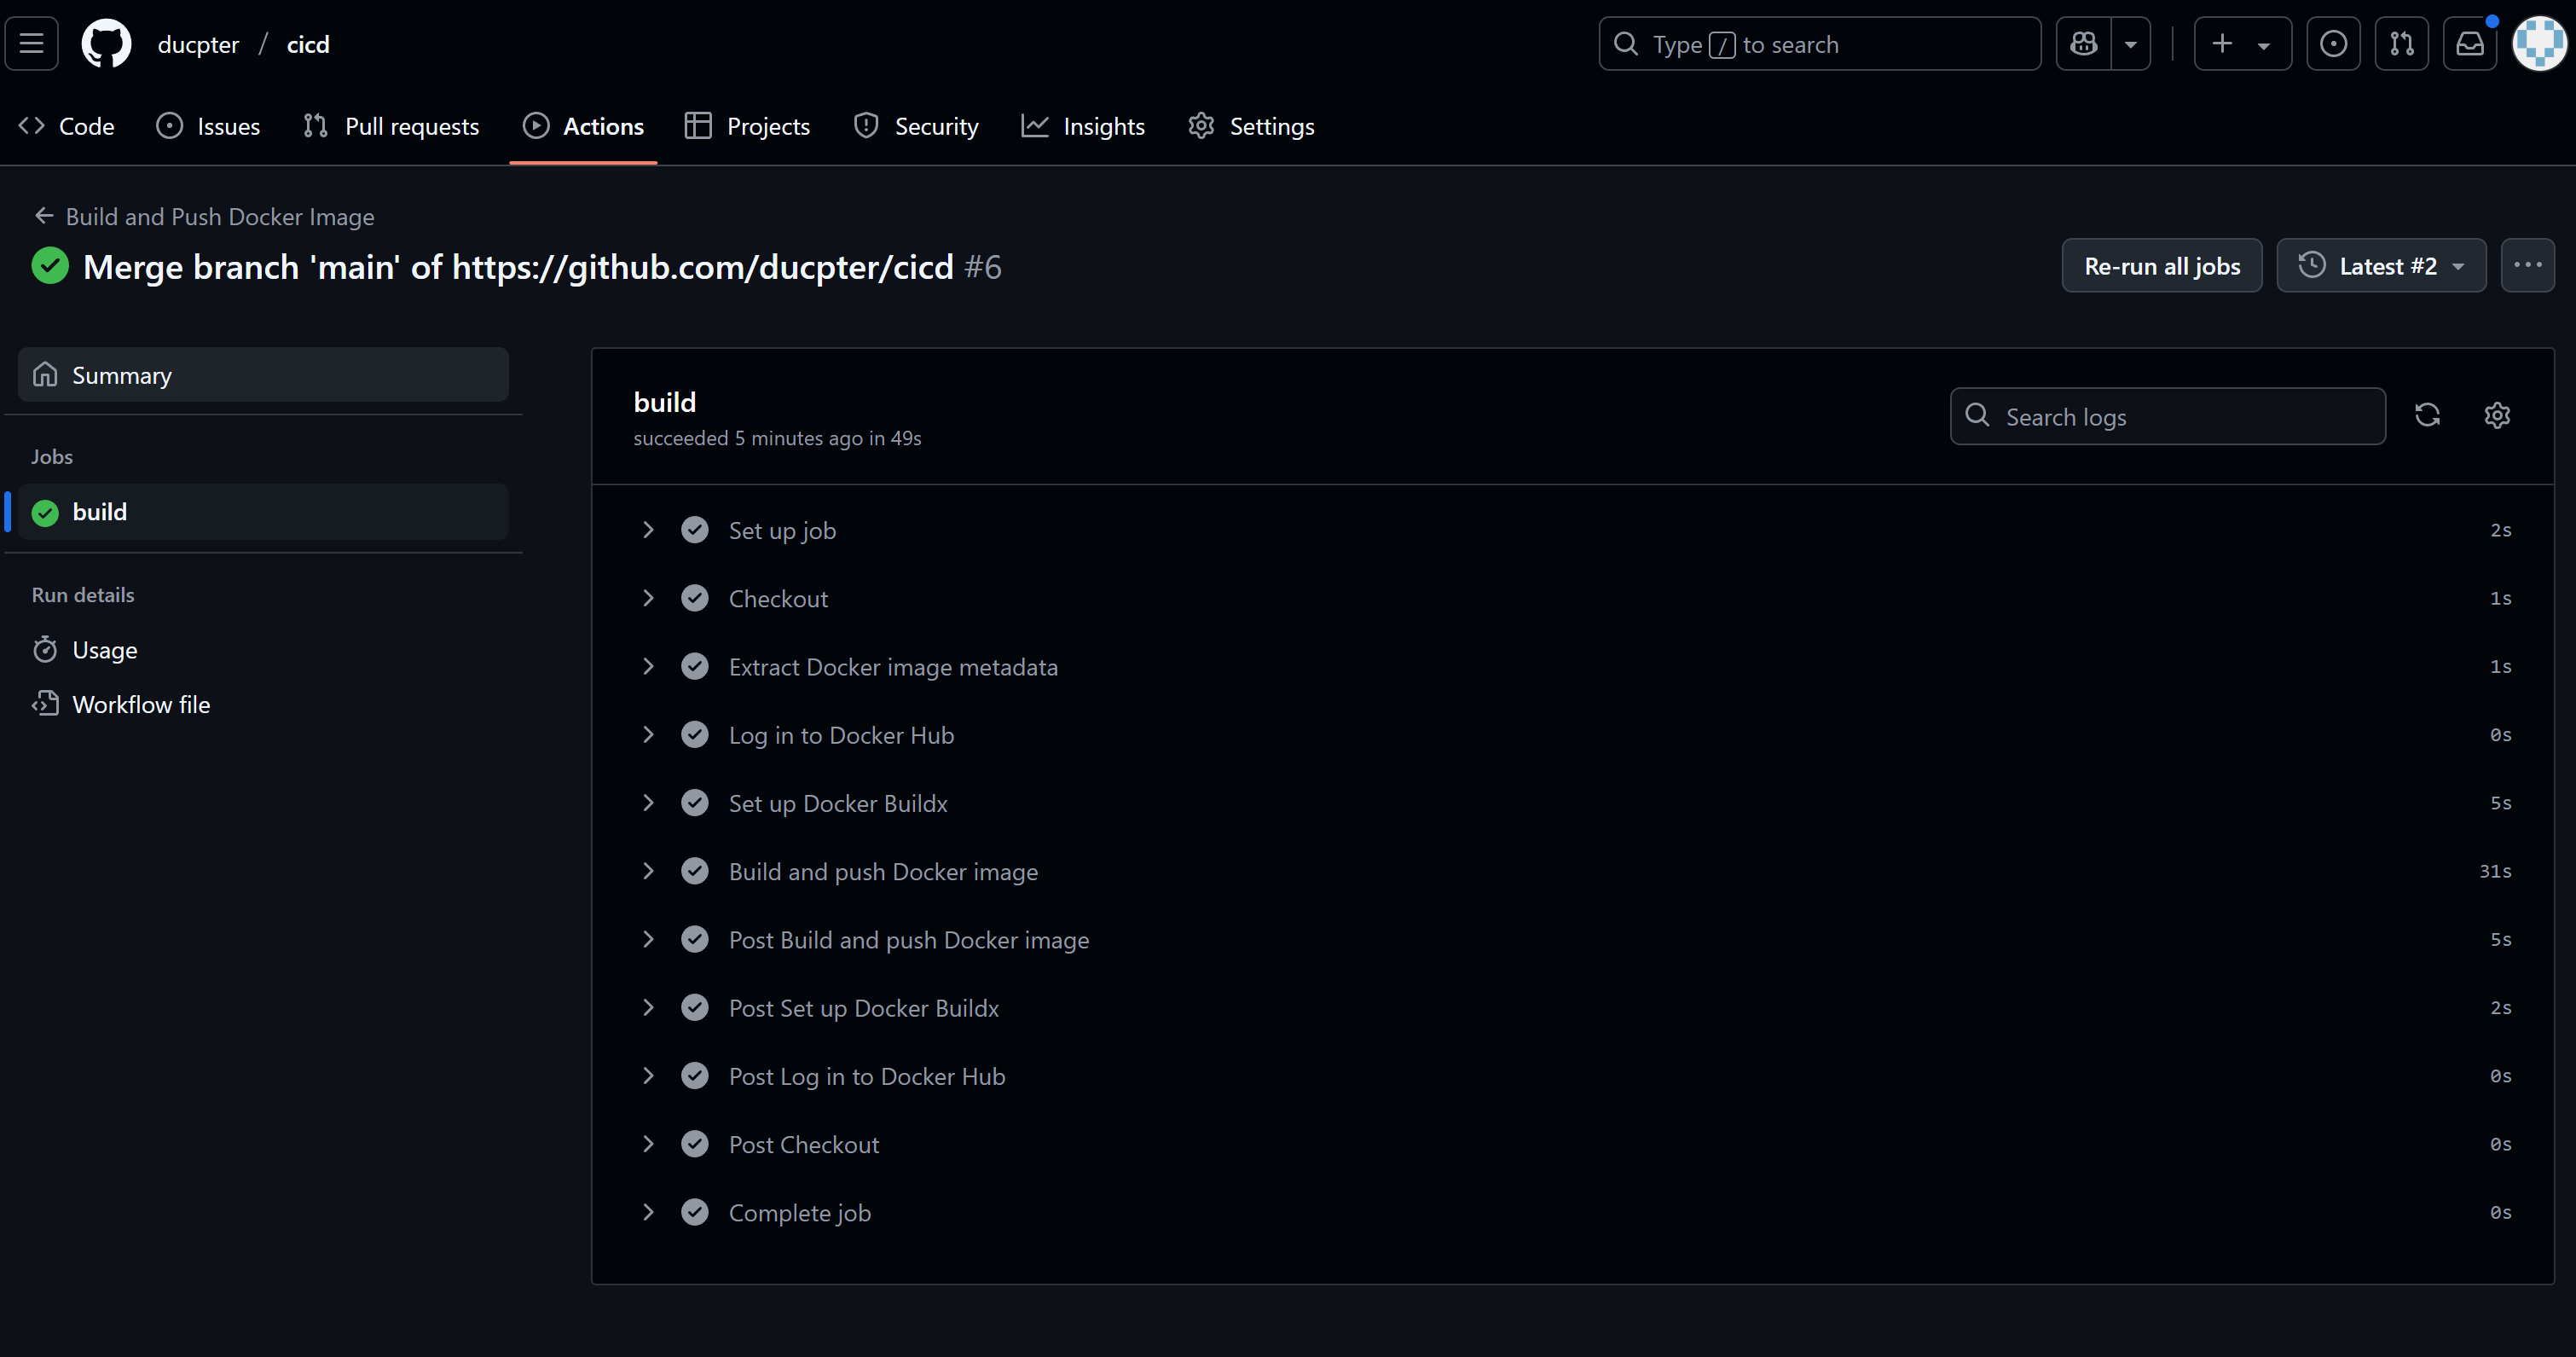 ducpter / cicd
Type / to search
Code Issues Pull requests Actions Projects Security Insights Settings
Build and Push Docker Image
Merge branch 'main' of https://github.com/ducpter/cicd #6
Re-run all jobs
Latest #2
Summary
Jobs
build
Run details
Usage
Workflow file
build
succeeded 5 minutes ago in 49s
Search logs
Set up job 2s
Checkout 1s
Extract Docker image metadata 1s
Log in to Docker Hub 0s
Set up Docker Buildx 5s
Build and push Docker image 31s
Post Build and push Docker image 5s
Post Set up Docker Buildx 2s
Post Log in to Docker Hub 0s
Post Checkout 0s
Complete job 0s